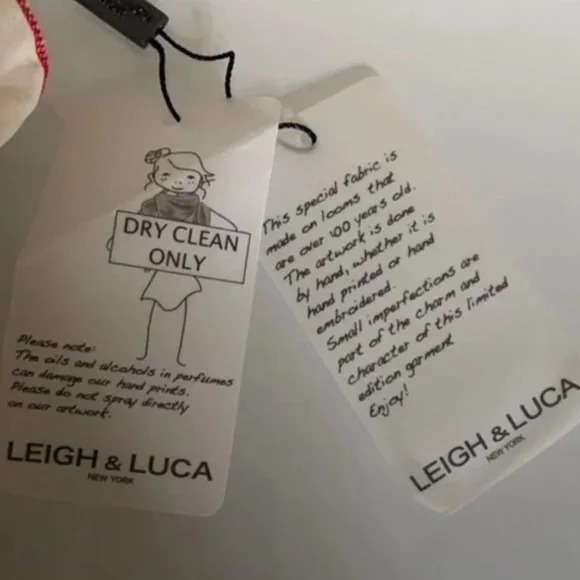 DRY CLEAN
ONLY
Please note:
The oils and alcohols in perfumes
can damage our hand prints.
Please do not spray directly
on our artwork.
LEIGH & LUCA
NEW YORK
This special fabric is
made on looms that
are over 100 years old.
The artwork is done
by hand, whether it is
hand printed or hand
embroidered.
Small imperfections are
part of the charm and
character of this limited
edition garment
Enjoy!
LEIGH & LUCA
NEW YORK